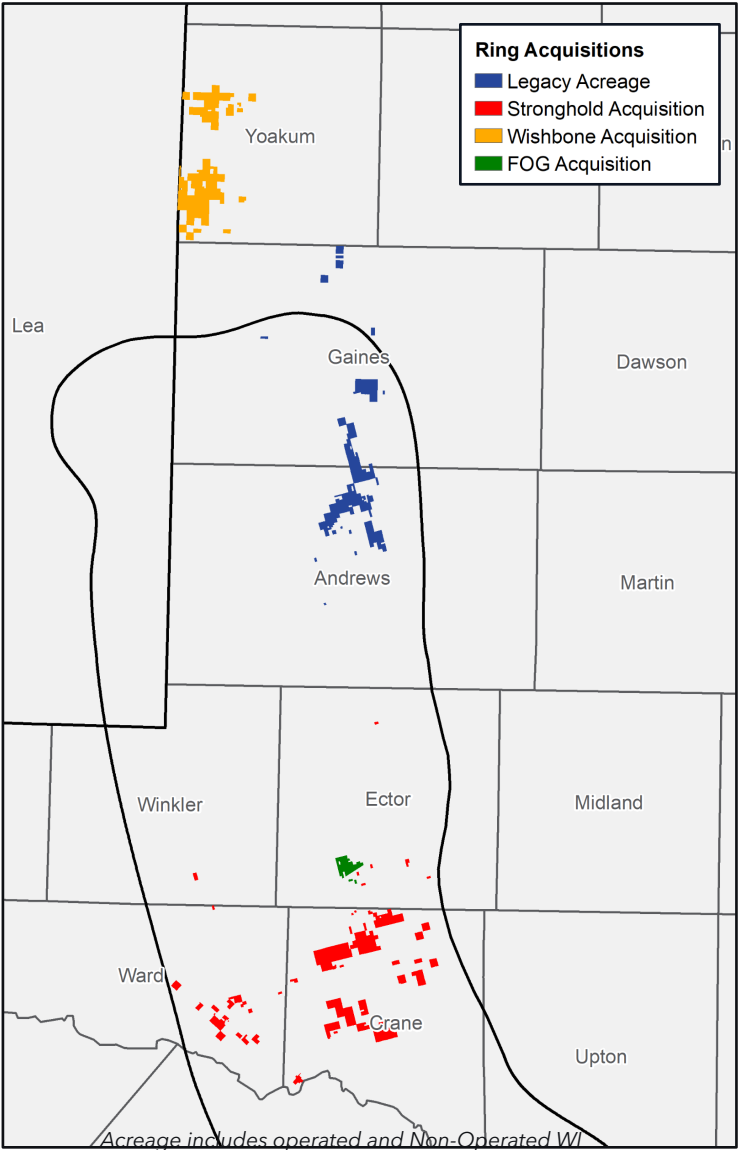 Ring Acquisitions
Legacy Acreage
Stronghold Acquisition
Wishbone Acquisition
FOG Acquisition
Yoakum
n
Lea
Gaines
Dawson
Andrews
Martin
Winkler
Ector
Midland
Ward
Crane
Upton
Acreage includes operated and Non-Operated WI